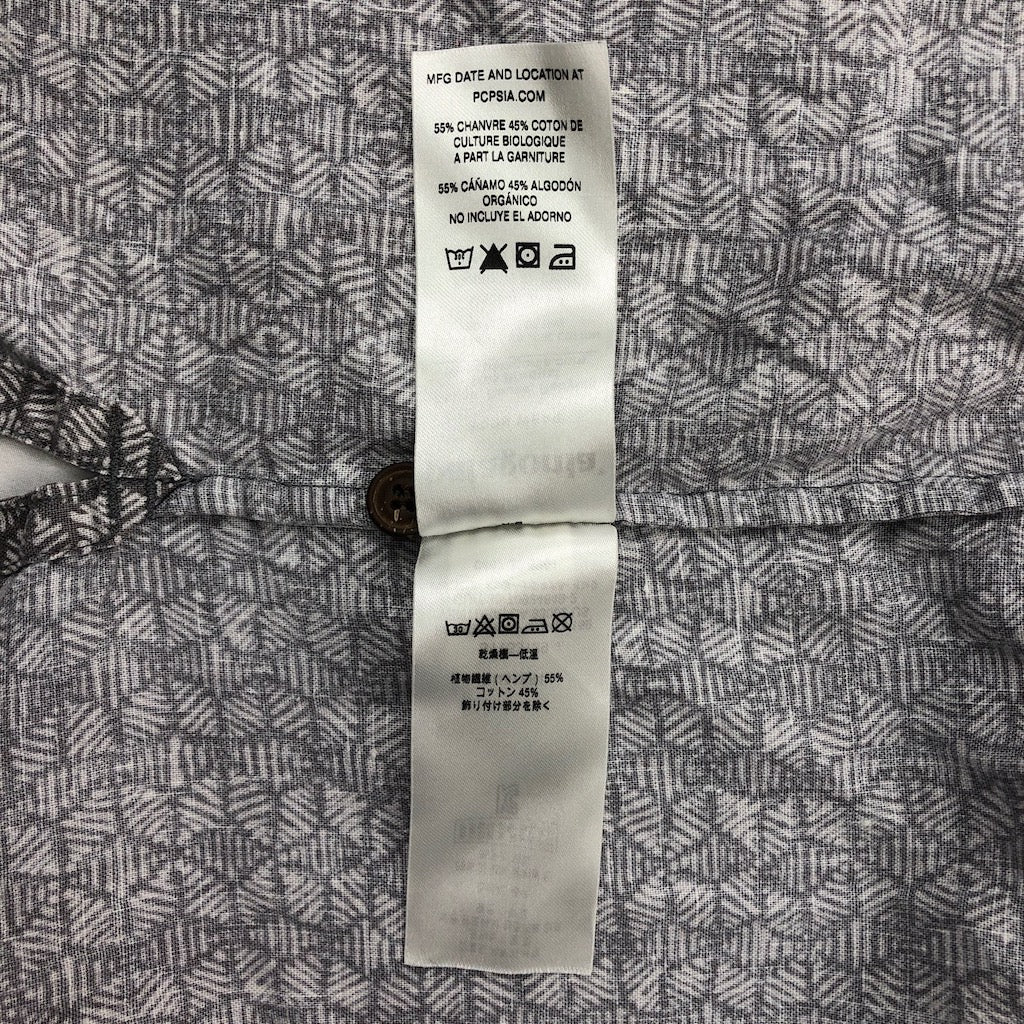 MFG DATE AND LOCATION AT
PCPSIA.COM
55% CHANVRE 45% COTON DE
CULTURE BIOLOGIQUE
A PART LA GARNITURE
55% CÁÑAMO 45% ALGODÓN
ORGÁNICO
NO INCLUYE EL ADORNO
30
乾燥機—低温
植物繊維（ヘンプ）55%
コットン 45%
飾り付け部分を除く